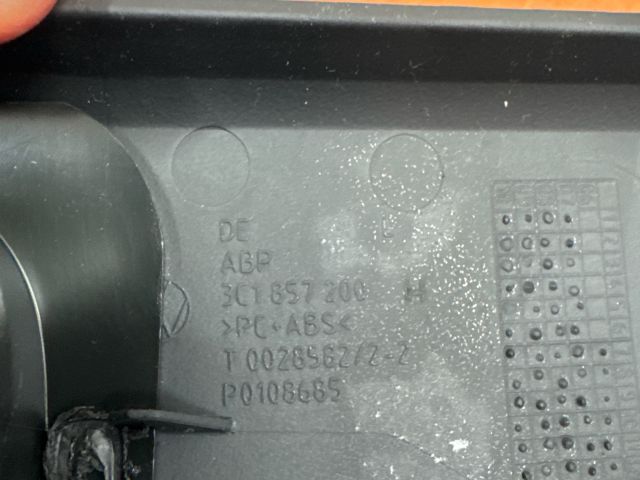 DE L
ABP
3C1 857 200 H
>PC+ABS<
T 0028582/2-2
P0108685